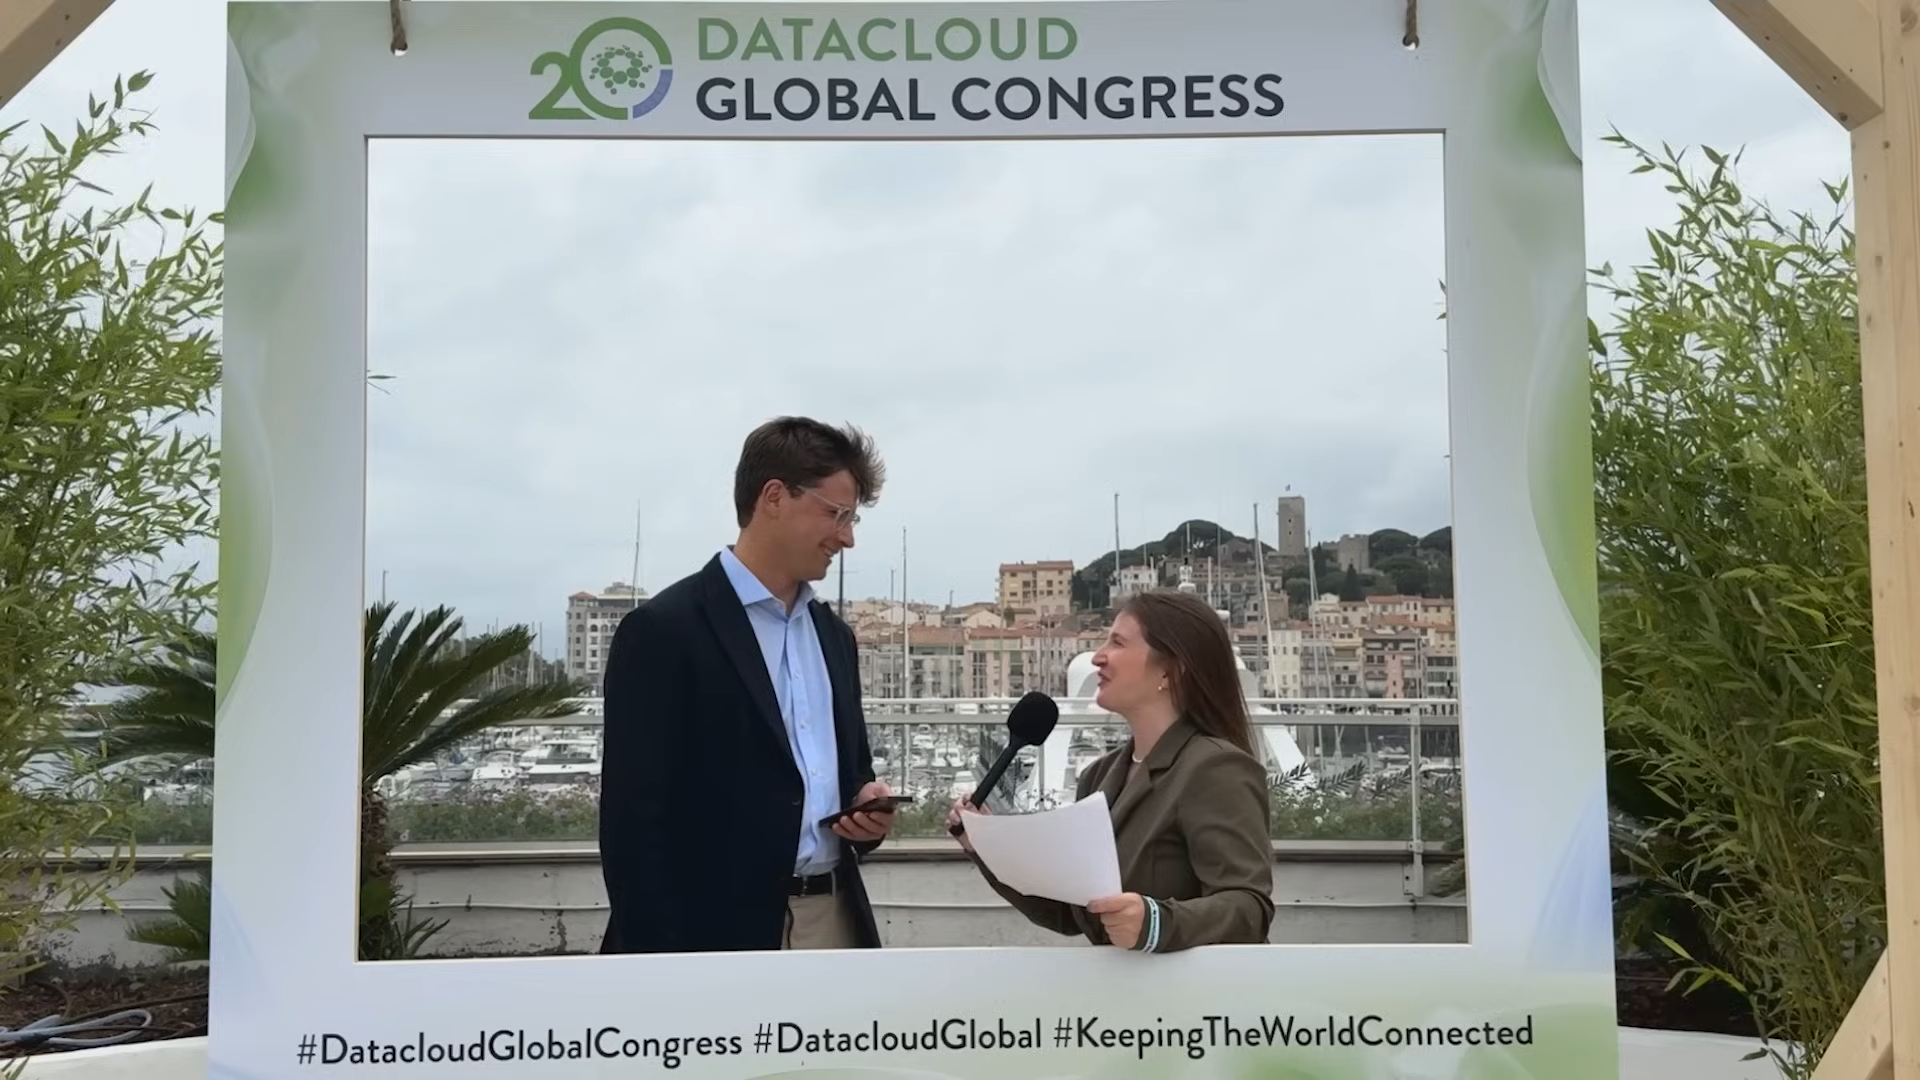 20 DATACLOUD
GLOBAL CONGRESS
#DatacloudGlobalCongress #DatacloudGlobal #KeepingTheWorldConnected